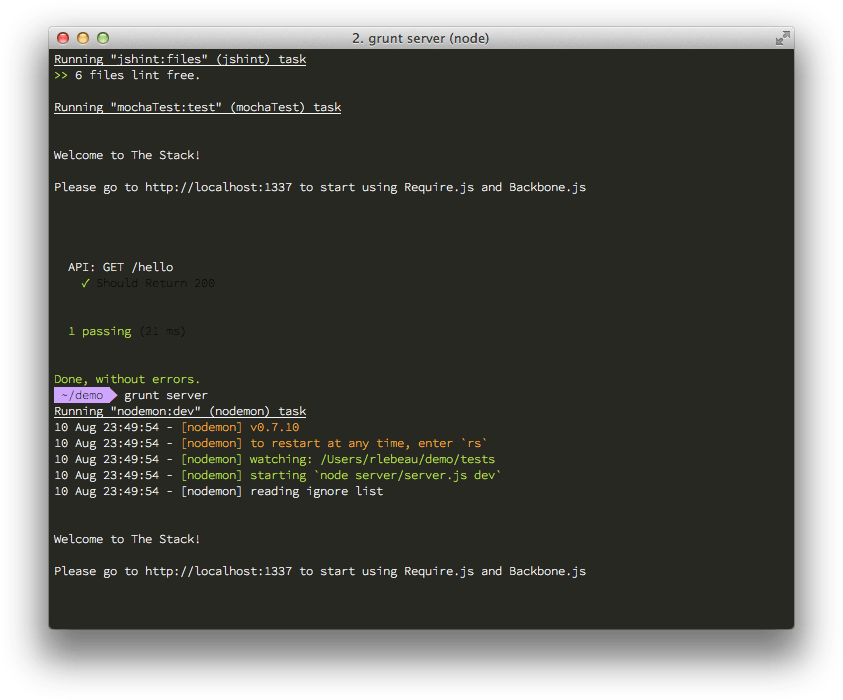 2. grunt server (node)
Running "jshint:files" (jshint) task
>> 6 files lint free.
Running "mochaTest:test" (mochaTest) task
Welcome to The Stack!
Please go to http://localhost:1337 to start using Require.js and Backbone.js
API: GET /hello
✓ Should Return 200
1 passing (21 ms)
Done, without errors.
~/demo grunt server
Running "nodemon:dev" (nodemon) task
10 Aug 23:49:54 - [nodemon] v0.7.10
10 Aug 23:49:54 - [nodemon] to restart at any time, enter `rs`
10 Aug 23:49:54 - [nodemon] watching: /Users/rlebeau/demo/tests
10 Aug 23:49:54 - [nodemon] starting `node server/server.js dev`
10 Aug 23:49:54 - [nodemon] reading ignore list
Welcome to The Stack!
Please go to http://localhost:1337 to start using Require.js and Backbone.js